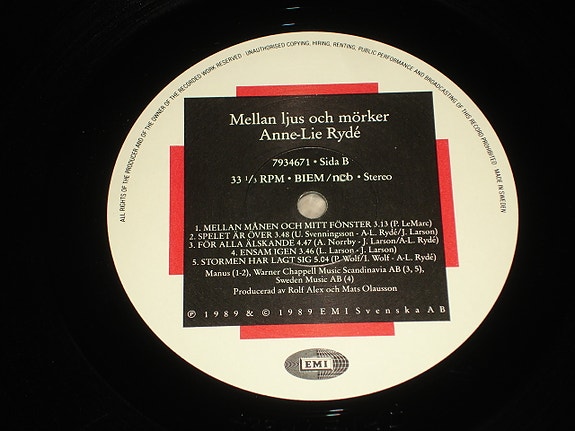 ALL RIGHTS OF THE PRODUCER AND OF THE OWNER OF THE RECORDED WORK RESERVED · UNAUTHORISED COPYING, HIRING, RENTING, PUBLIC PERFORMANCE AND BROADCASTING OF THIS RECORD PROHIBITED · MADE IN SWEDEN
Mellan ljus och mörker
Anne-Lie Rydé
7934671 • Sida B
33 1/3 RPM • BIEM/ncb • Stereo
1. MELLAN MÅNEN OCH MITT FÖNSTER 3.13 (P. LeMarc)
2. SPELET ÄR ÖVER 3.48 (U. Svenningson - A-L. Rydé/J. Larson)
3. FÖR ALLA ÄLSKANDE 4.47 (A. Norrby - J. Larson/A-L. Rydé)
4. ENSAM IGEN 3.46 (L. Larson - J. Larson)
5. STORMEN HAR LAGT SIG 5.04 (P. Wolf/I. Wolf - A-L. Rydé)
Manus (1-2), Warner Chappell Music Scandinavia AB (3, 5),
Sweden Music AB (4)
Producerad av Rolf Alex och Mats Olausson
℗ 1989 & © 1989 EMI Svenska AB
EMI